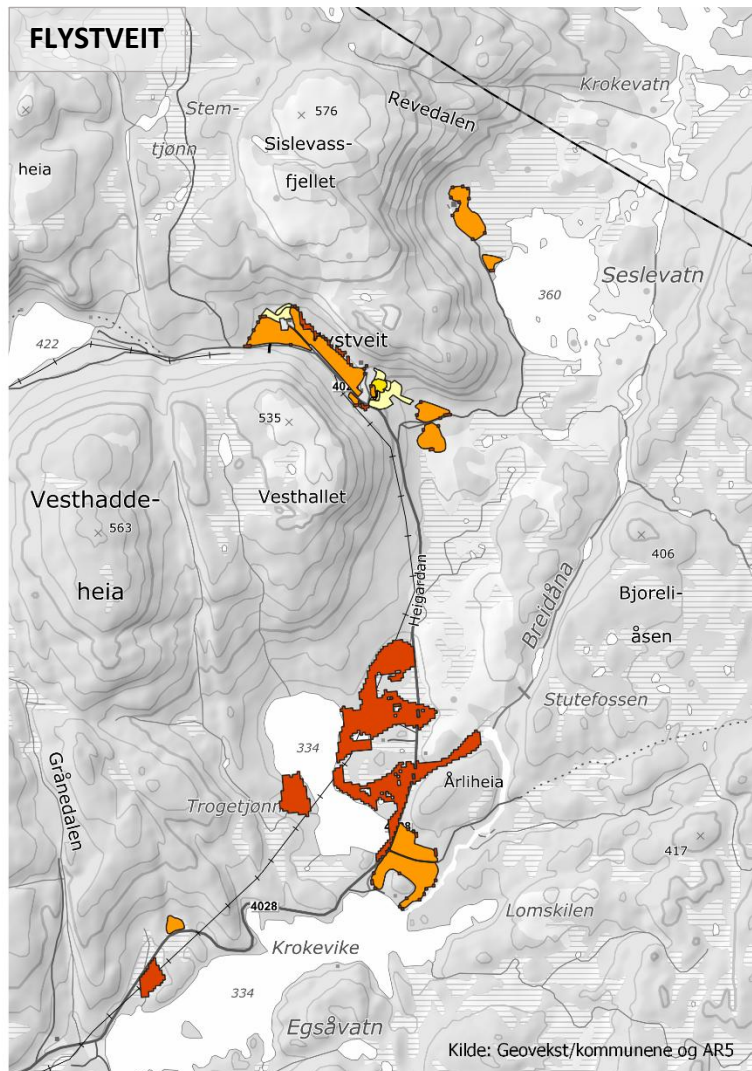 FLYSTVEIT
Stem-
tjønn
576
Sislevass-
fjellet
Revedalen
Krokevatn
heia
Seslevatn
360
422
535
Vesthallet
Vesthadde-
563
heia
Heigardan
406
Bjoreli-
åsen
Breidåna
Stutefossen
334
Grånedalen
Trogetjønn
Årliheia
417
4028
Lomskilen
Krokevike
334
Egsåvatn
Kilde: Geovekst/kommunene og AR5